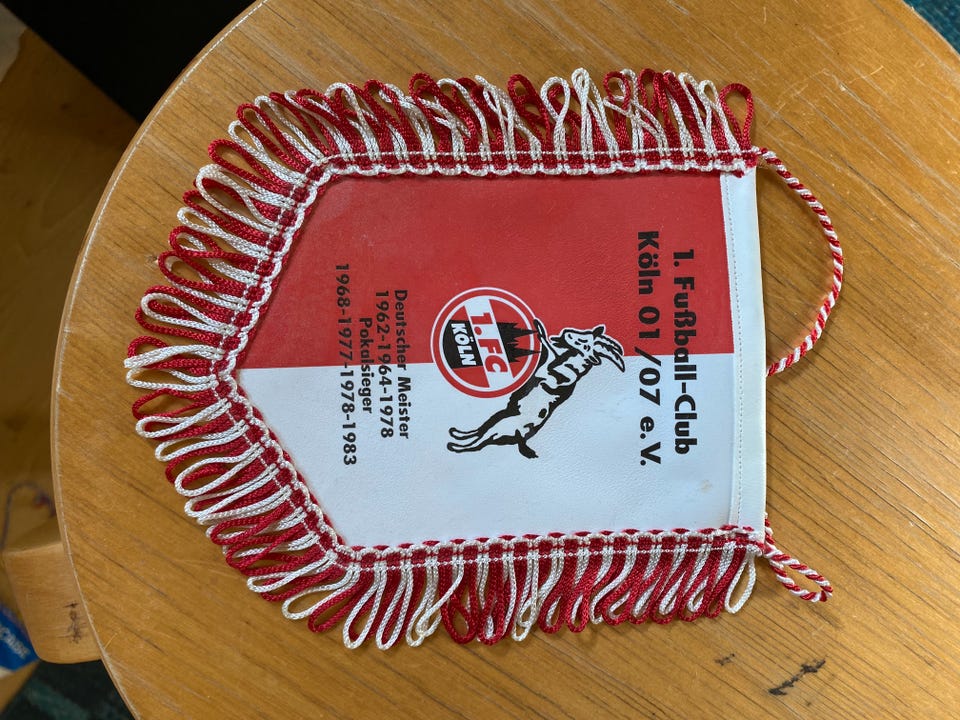 1. Fußball-Club
Köln 01/07 e.V.
1.FC
KÖLN
Deutscher Meister
1962-1964-1978
Pokalsieger
1968-1977-1978-1983